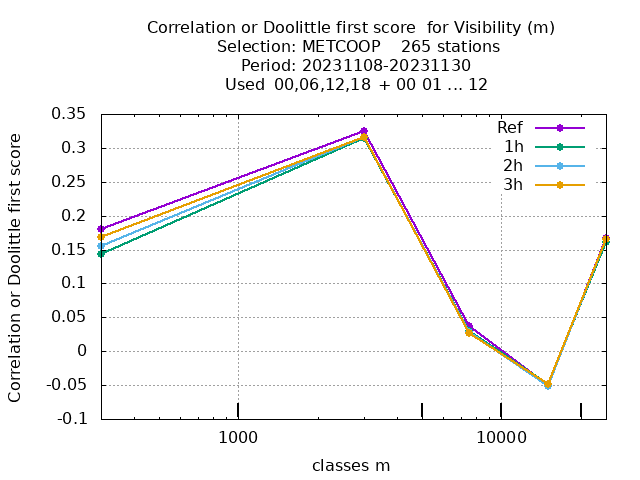 Correlation or Doolittle first score  for Visibility (m)
Selection: METCOOP    265 stations
Period: 20231108-20231130
Used  00,06,12,18 + 00 01 ... 12
Correlation or Doolittle first score
0.35
0.3
0.25
0.2
0.15
0.1
0.05
0
-0.05
-0.1
Ref
1h
2h
3h
1000
10000
classes m